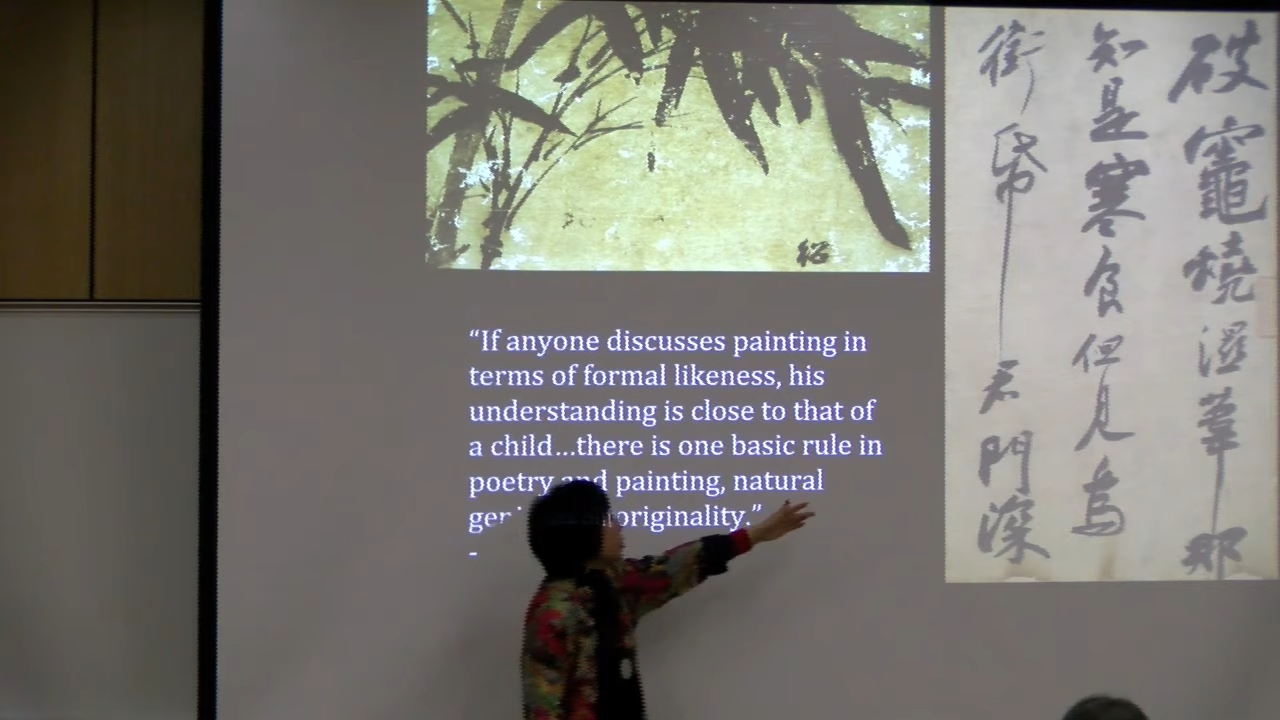 “If anyone discusses painting in
terms of formal likeness, his
understanding is close to that of
a child…there is one basic rule in
poetry and painting, natural
originality.”
-
破竈燒濕葦那
知是寒食但見烏
銜帋君門深